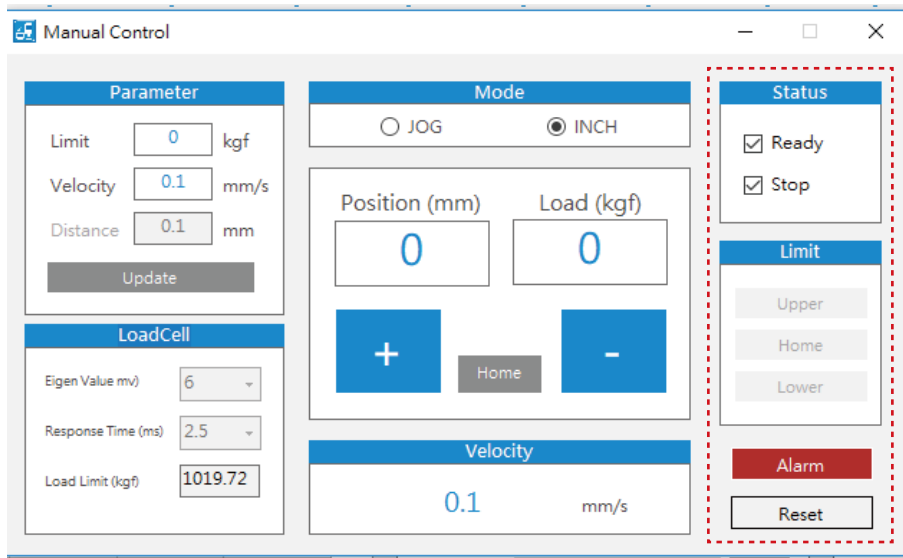 Manual Control
Parameter
Limit 0 kgf
Velocity 0.1 mm/s
Distance 0.1 mm
Update
LoadCell
Eigen Value mv) 6
Response Time (ms) 2.5
Load Limit (kgf) 1019.72
Mode
JOG INCH
Position (mm) Load (kgf)
0 0
+ -
Home
Velocity
0.1 mm/s
Status
Ready
Stop
Limit
Upper
Home
Lower
Alarm
Reset